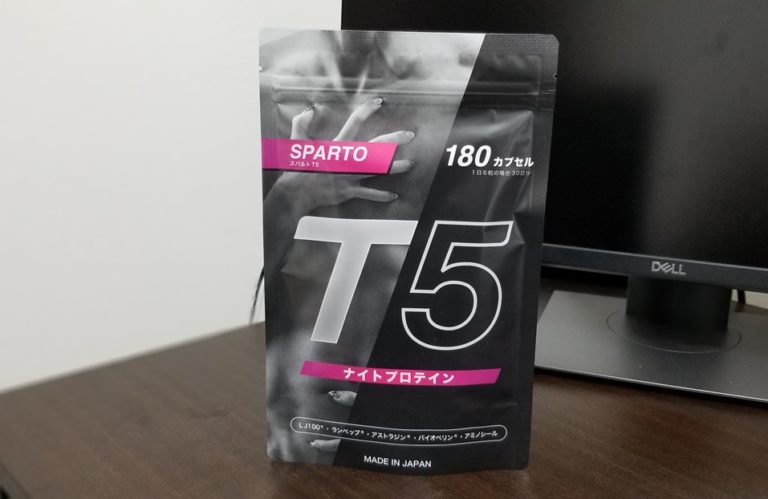 SPARTO
スパルトT5
180 カプセル
1日6粒の場合30日分
T5
ナイトプロテイン
LJ100®・ランペップ®・アストラジン®・バイオペリン®・アミノシール
MADE IN JAPAN
DELL